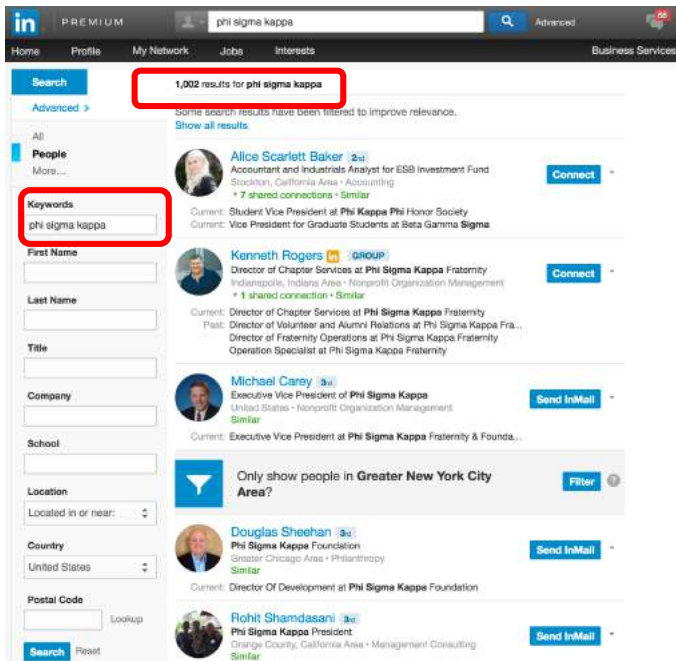 in PREMIUM phi sigma kappa Advanced 68
Home Profile My Network Jobs Interests Business Services
Search
Advanced >
All
People
More...
Keywords
phi sigma kappa
First Name
Last Name
Title
Company
School
Location
Located in or near:
Country
United States
Postal Code
Lookup
Search Reset
1,002 results for phi sigma kappa
Some search results have been filtered to improve relevance.
Show all results
Alice Scarlett Baker 2nd
Accountant and Industrials Analyst for ESB Investment Fund
Stockton, California Area • Accounting
• 7 shared connections • Similar
Current: Student Vice President at Phi Kappa Phi Honor Society
Current: Vice President for Graduate Students at Beta Gamma Sigma
Connect
Kenneth Rogers in GROUP
Director of Chapter Services at Phi Sigma Kappa Fraternity
Indianapolis, Indiana Area • Nonprofit Organization Management
• 1 shared connection • Similar
Current: Director of Chapter Services at Phi Sigma Kappa Fraternity
Past: Director of Volunteer and Alumni Relations at Phi Sigma Kappa Fra...
Director of Fraternity Operations at Phi Sigma Kappa Fraternity
Operation Specialist at Phi Sigma Kappa Fraternity
Connect
Michael Carey 3rd
Executive Vice President of Phi Sigma Kappa
United States • Nonprofit Organization Management
Similar
Current: Executive Vice President at Phi Sigma Kappa Fraternity & Founda...
Send InMail
Only show people in Greater New York City
Area?
Filter ?
Douglas Sheehan 3rd
Phi Sigma Kappa Foundation
Greater Chicago Area • Philanthropy
Similar
Current: Director Of Development at Phi Sigma Kappa Foundation
Send InMail
Rohit Shamdasani 3rd
Phi Sigma Kappa President
Orange County, California Area • Management Consulting
Similar
Send InMail